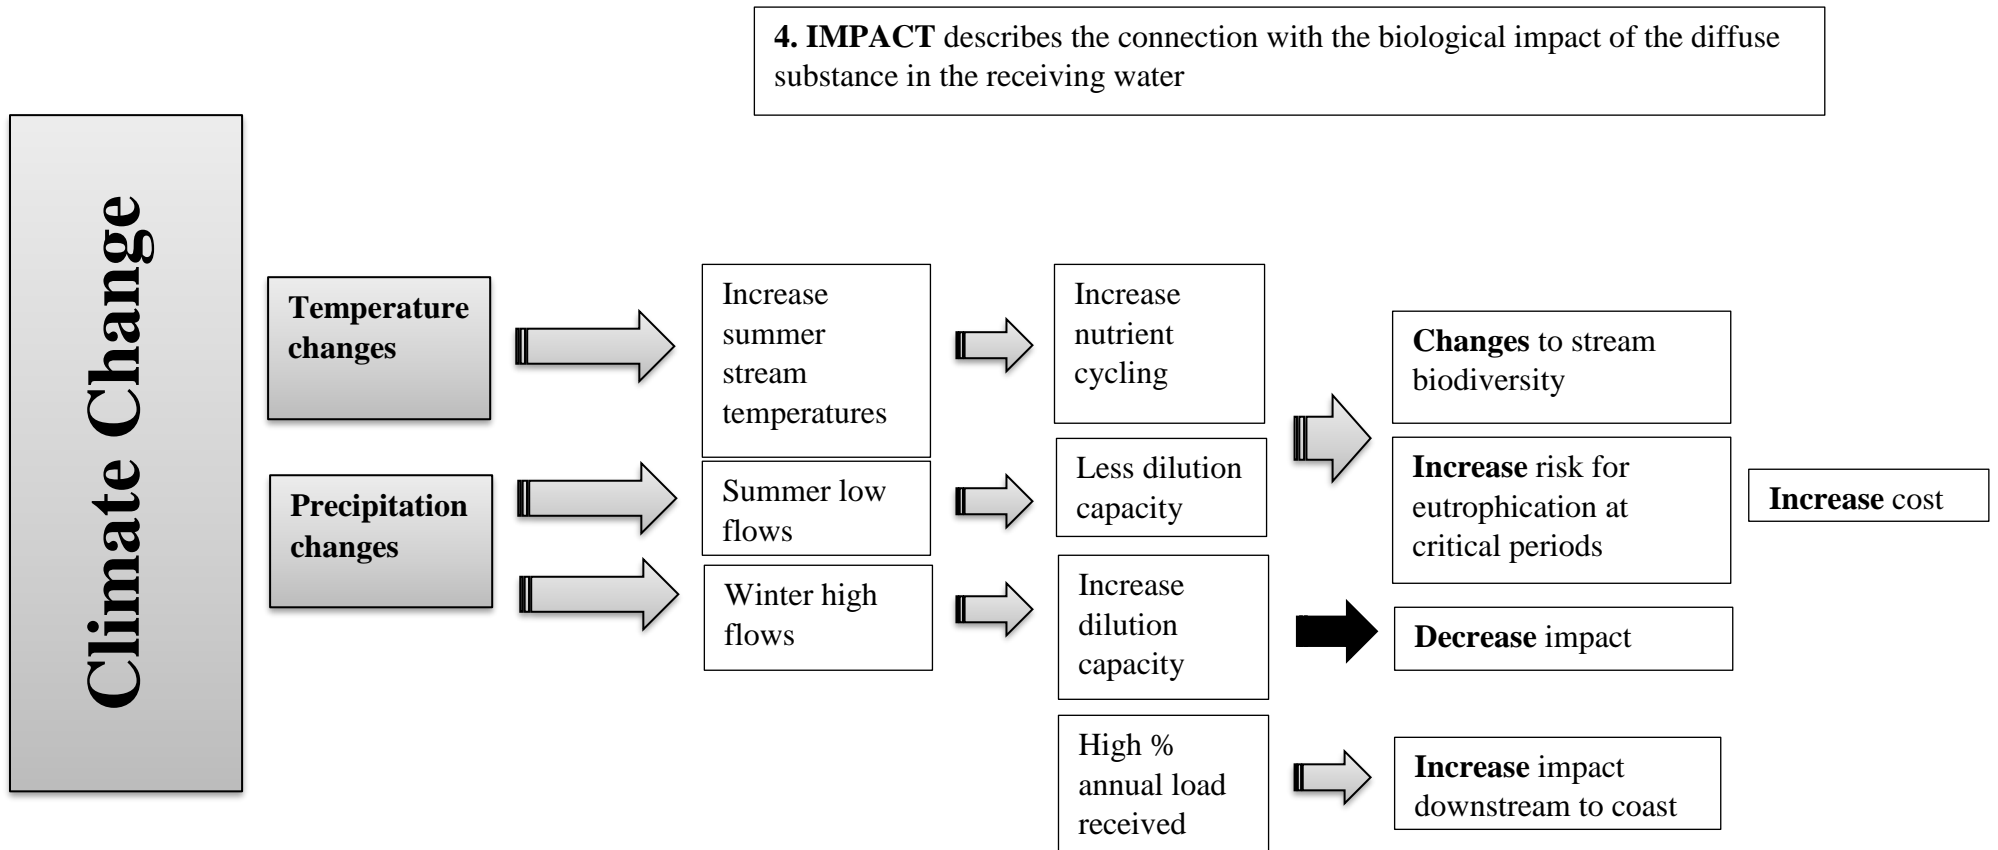 4. IMPACT describes the connection with the biological impact of the diffuse
substance in the receiving water
Climate Change
Temperature
changes
Increase
summer
stream
temperatures
Increase
nutrient
cycling
Changes to stream
biodiversity
Precipitation
changes
Summer low
flows
Less dilution
capacity
Increase risk for
eutrophication at
critical periods
Increase cost
Winter high
flows
Increase
dilution
capacity
Decrease impact
High %
annual load
received
Increase impact
downstream to coast